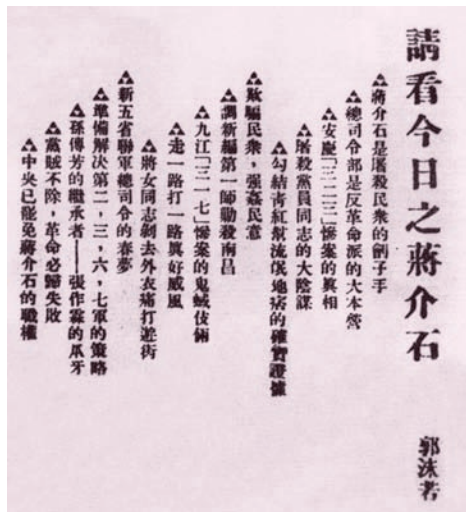 請看今日之蔣介石
郭沫若
蔣介石是屠殺民衆的劊子手
總司令部是反革命派的大本營
安慶「三二三」慘案的眞相
屠殺黨員同志的大陰謀
勾結靑紅幫流氓地痞的確實證據
欺騙民衆，强姦民意
調新編第一師勦殺南昌
九江「三一七」慘案的鬼蜮伎倆
走一路打一路眞好威風
將女同志剝去外衣痛打遊街
新五省聯軍總司令的春夢
準備解決第二，三，六，七軍的策略
孫傳芳的繼承者——張作霖的爪牙
黨賊不除，革命必歸失敗
中央已罷免蔣介石的職權